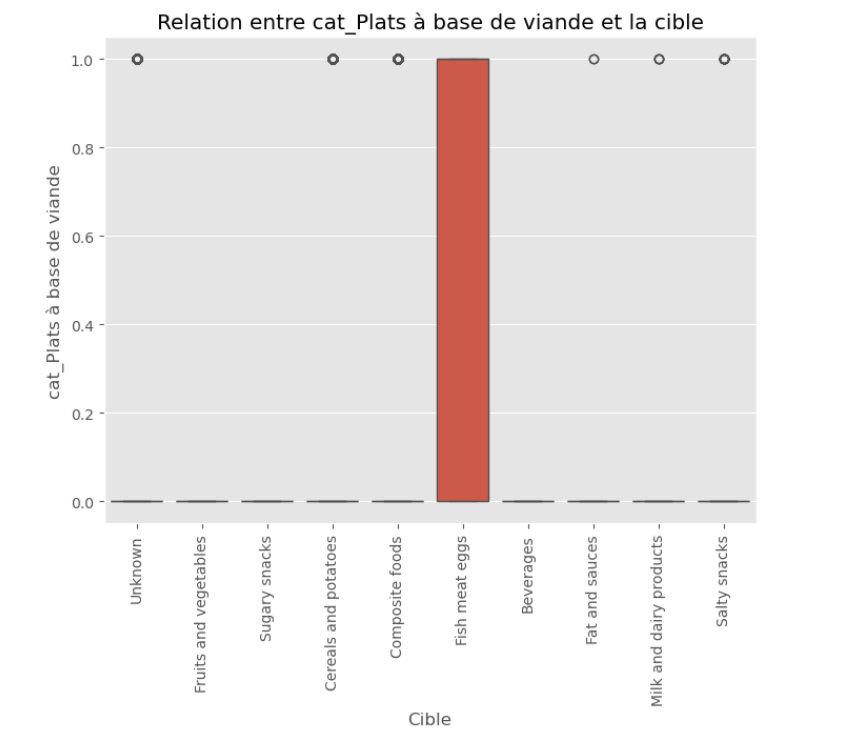 Relation entre cat_Plats à base de viande et la cible
cat_Plats à base de viande
1.0
0.8
0.6
0.4
0.2
0.0
Unknown
Fruits and vegetables
Sugary snacks
Cereals and potatoes
Composite foods
Fish meat eggs
Beverages
Fat and sauces
Milk and dairy products
Salty snacks
Cible